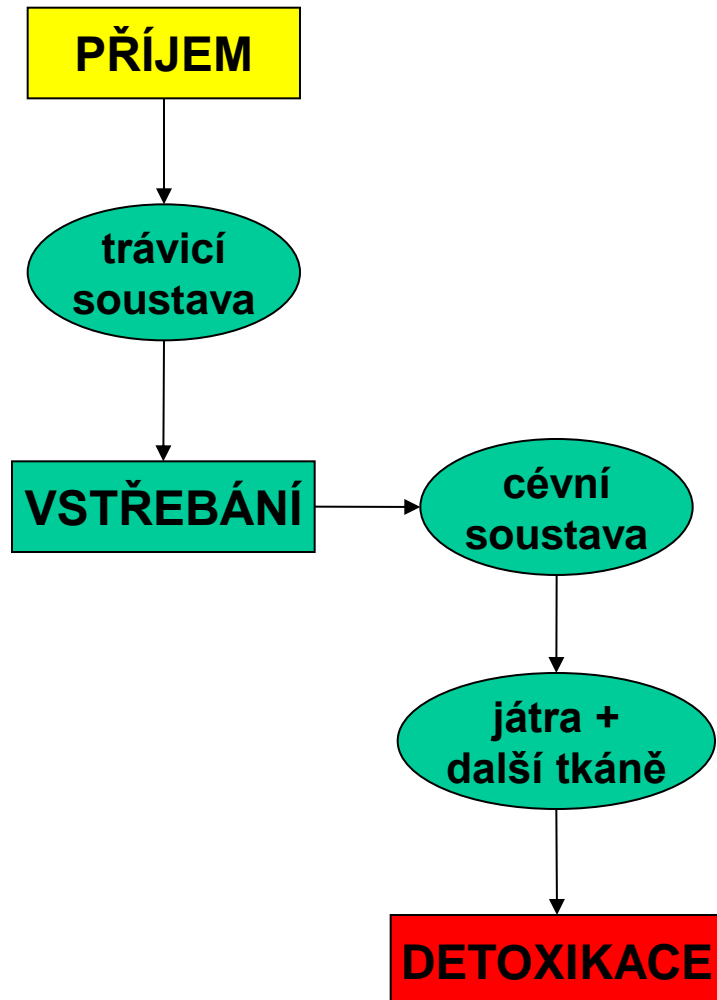 PŘÍJEM
trávicí
soustava
VSTŘEBÁNÍ
cévní
soustava
játra +
další tkáně
DETOXIKACE